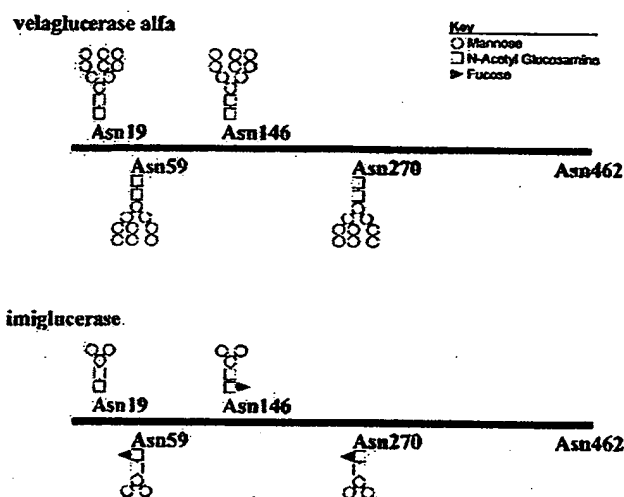 velaglucerase alfa
Key
Mannose
N-Acetyl Glucosamine
Fucose
Asn19
Asn146
Asn59
Asn270
Asn462
imiglucerase
Asn19
Asn146
Asn59
Asn270
Asn462